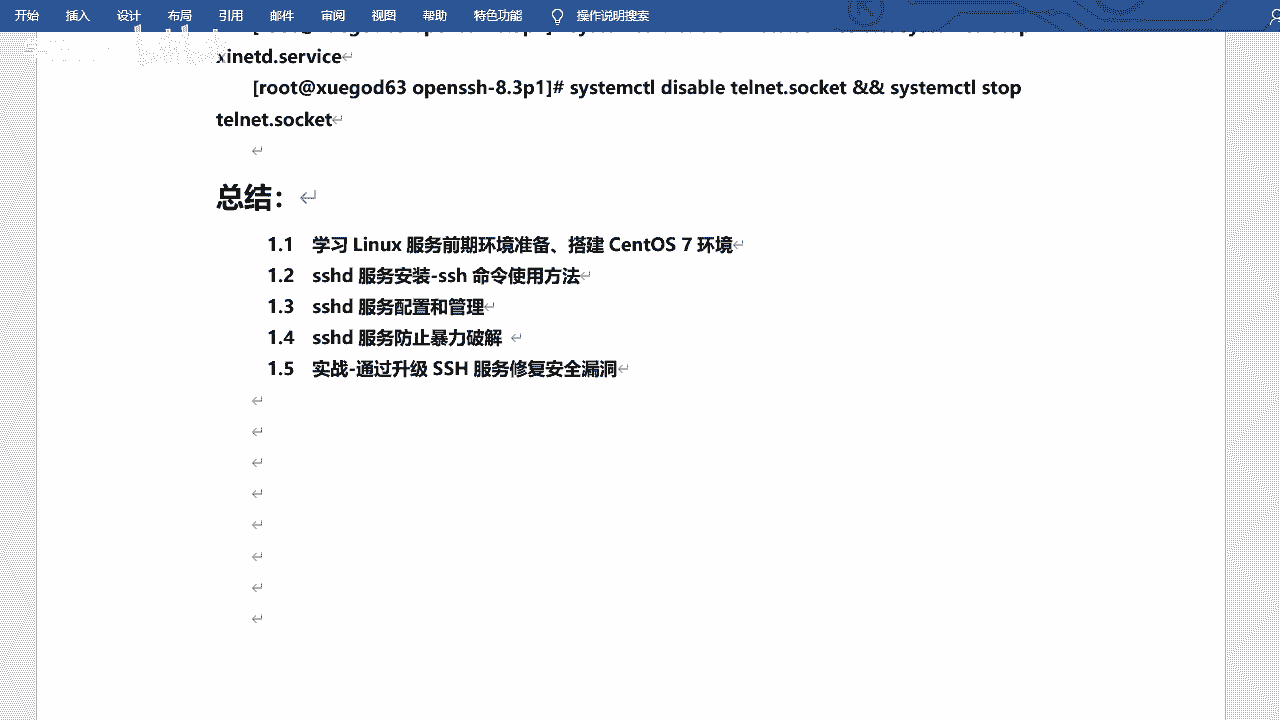 开始 插入 设计 布局 引用 邮件 审阅 视图 帮助 特色功能 操作说明搜索
xinetd.service
[root@xuegod63 openssh-8.3p1]# systemctl disable telnet.socket && systemctl stop
telnet.socket
总结：
1.1 学习 Linux 服务前期环境准备、搭建 CentOS 7 环境
1.2 sshd 服务安装-ssh 命令使用方法
1.3 sshd 服务配置和管理
1.4 sshd 服务防止暴力破解
1.5 实战-通过升级 SSH 服务修复安全漏洞